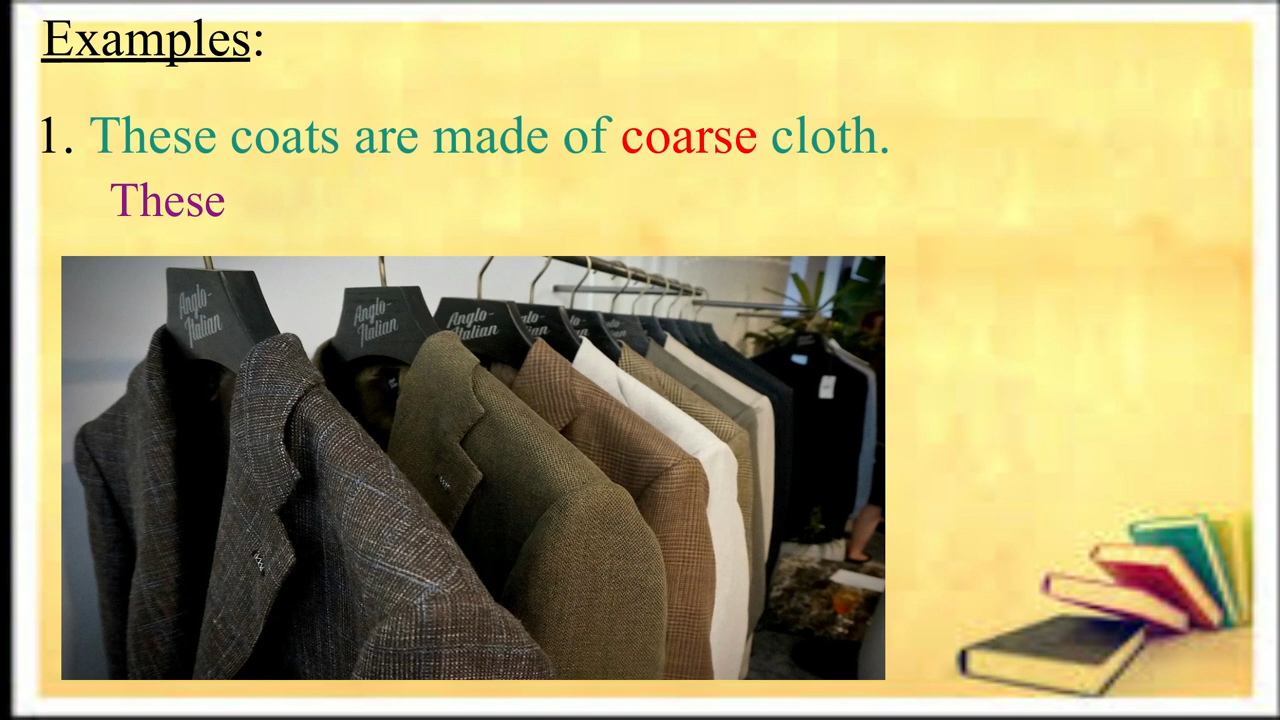 Examples:
1. These coats are made of coarse cloth.
These
Anglo-
Italian
Anglo-
Italian
Anglo-
Italian